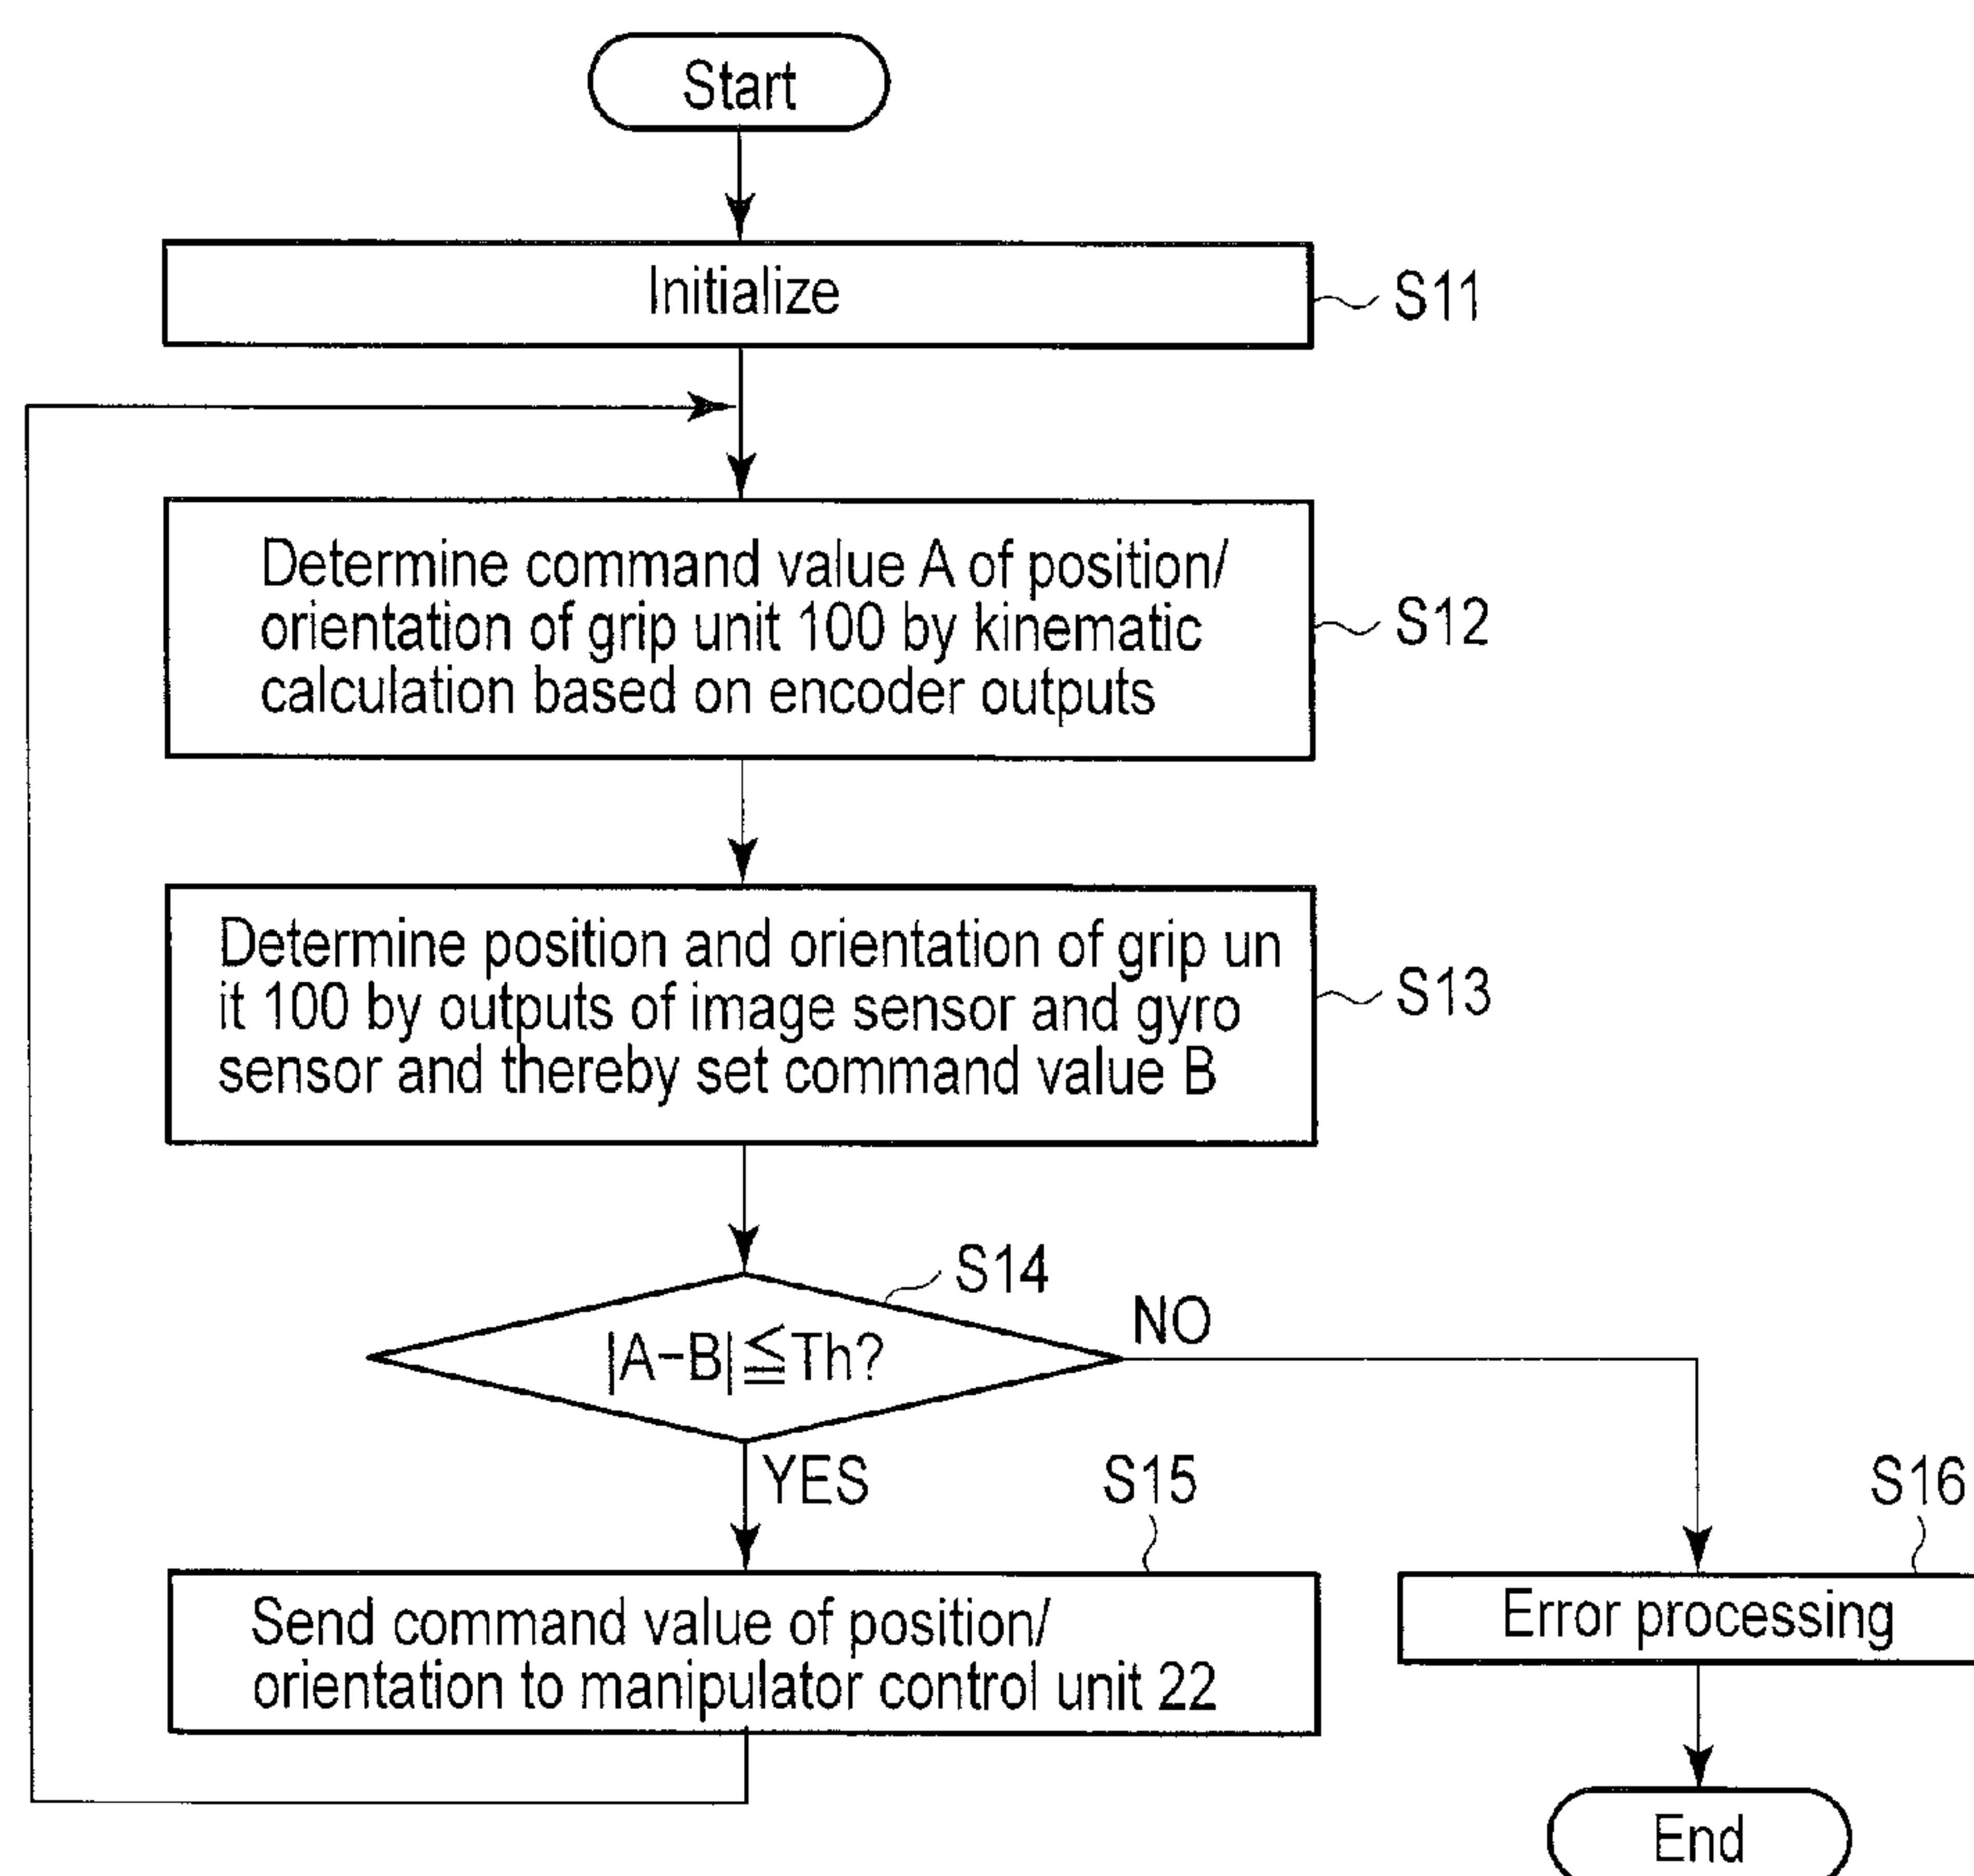 Start
Initialize
S11
Determine command value A of position/
orientation of grip unit 100 by kinematic
calculation based on encoder outputs
S12
Determine position and orientation of grip un
it 100 by outputs of image sensor and gyro
sensor and thereby set command value B
S13
S14
|A-B|≦Th?
NO
YES
S15
S16
Send command value of position/
orientation to manipulator control unit 22
Error processing
End